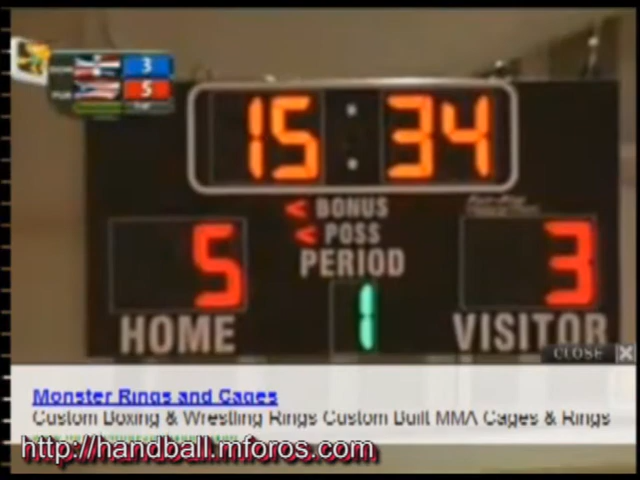 3
PUR 5
15:34
< BONUS
< POSS
PERIOD
5 1 3
HOME VISITOR
CLOSE X
Monster Rings and Cages
Custom Boxing & Wrestling Rings Custom Built MMA Cages & Rings
http://handball.mforos.com